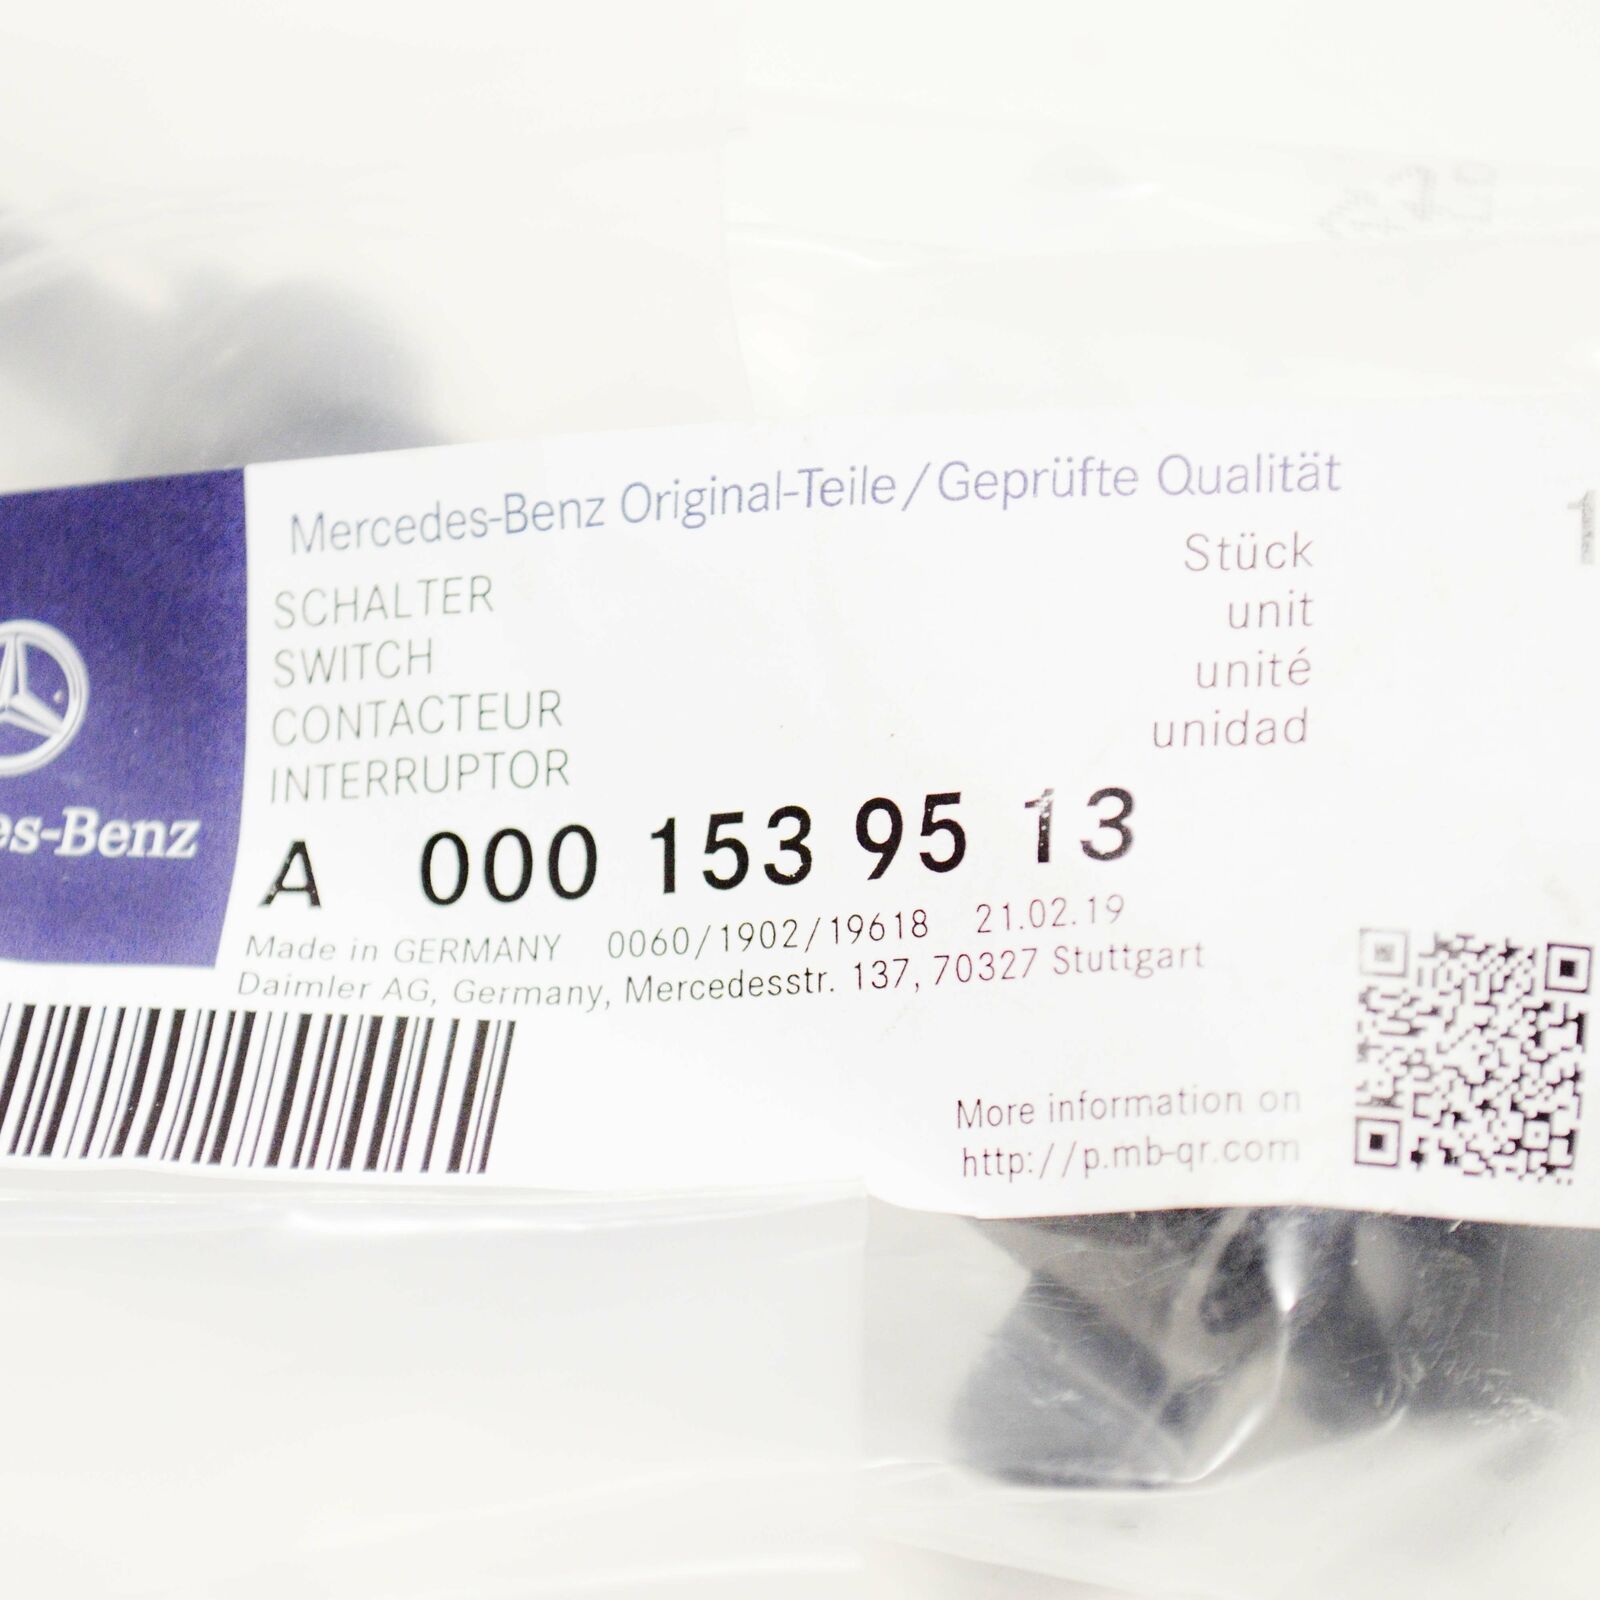 Mercedes-Benz Original-Teile/Geprüfte Qualität
SCHALTER
SWITCH
CONTACTEUR
INTERRUPTOR
Stück
unit
unité
unidad
1
es-Benz
A 000 153 95 13
Made in GERMANY 0060/1902/19618 21.02.19
Daimler AG, Germany, Mercedesstr. 137, 70327 Stuttgart
More information on
http://p.mb-qr.com